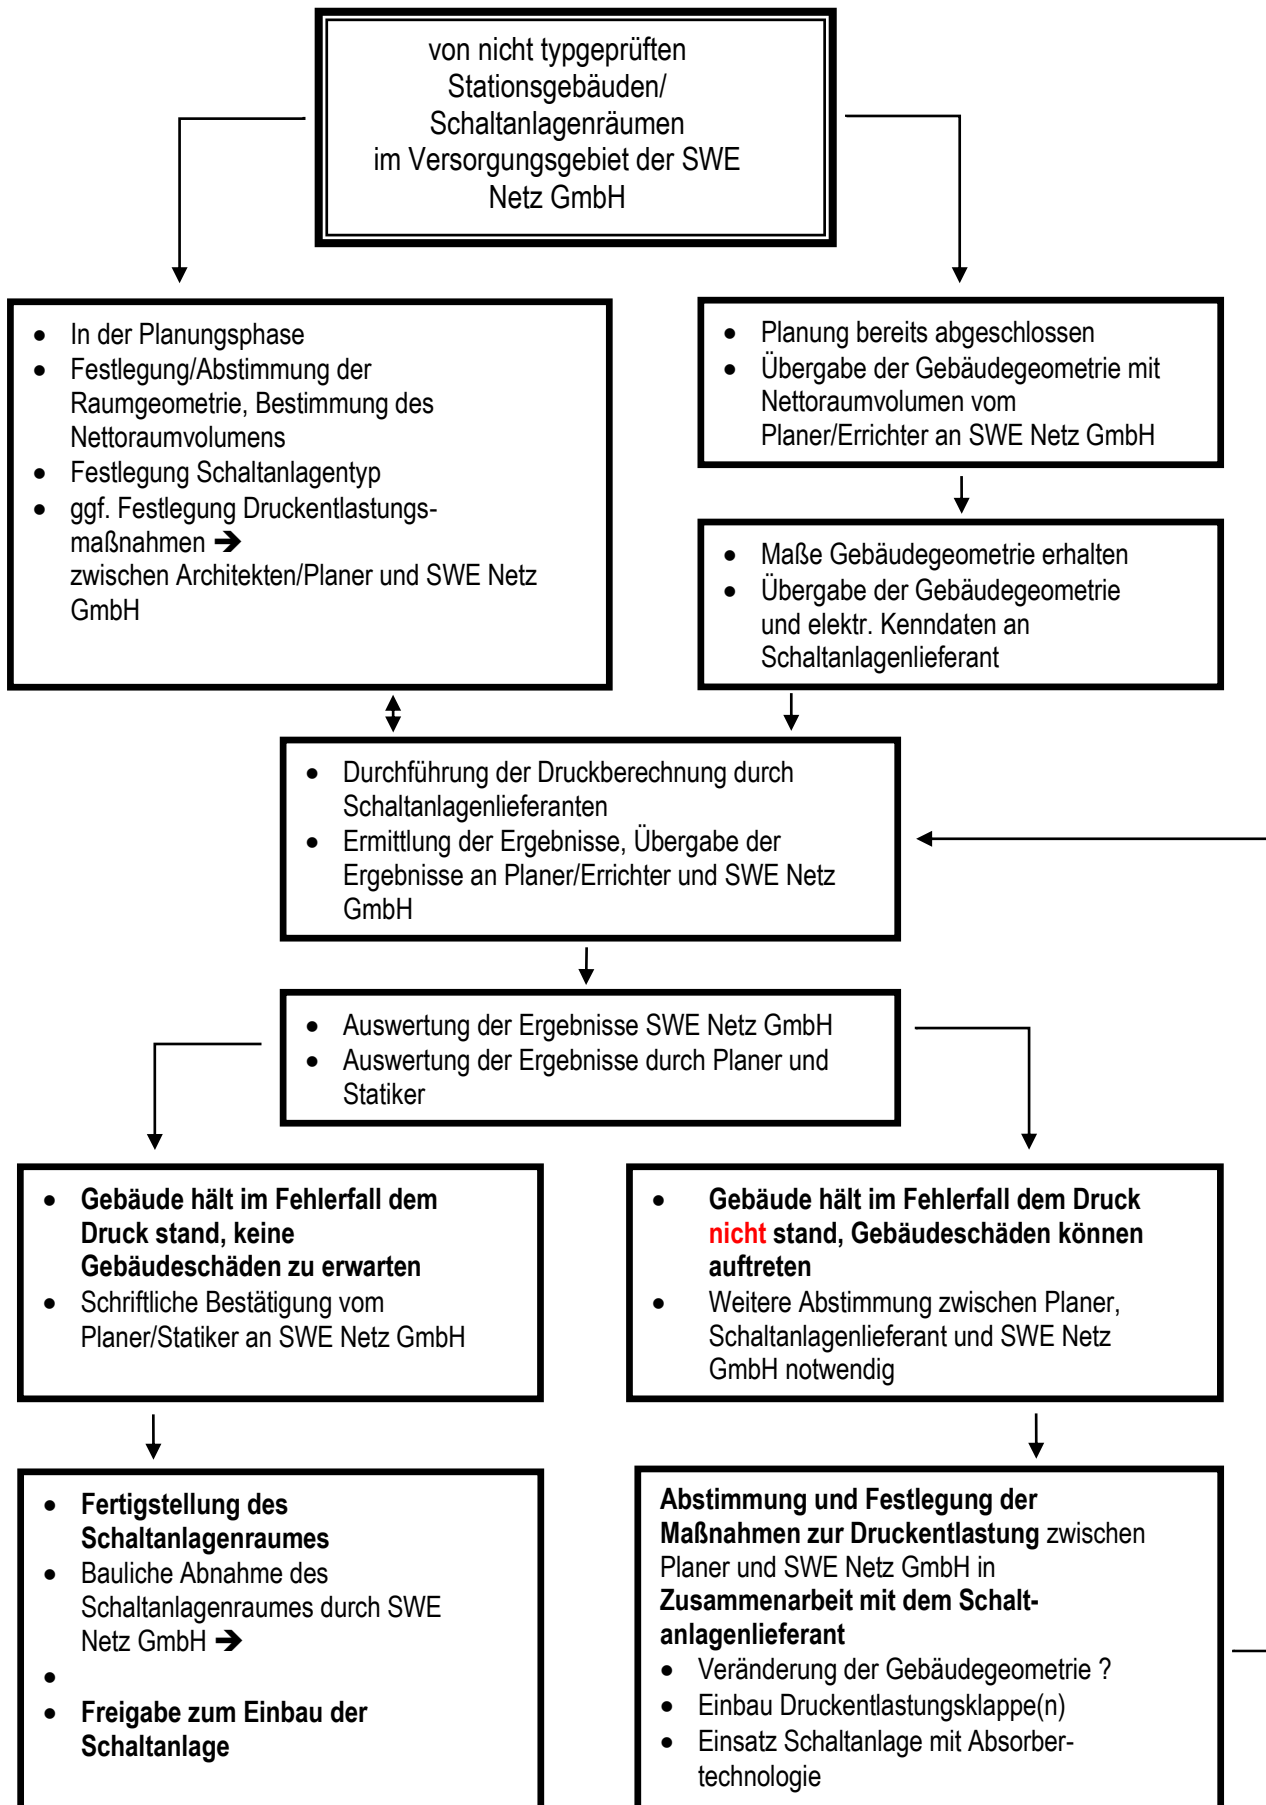 von nicht typgeprüften
Stationsgebäuden/
Schaltanlagenräumen
im Versorgungsgebiet der SWE
Netz GmbH
• In der Planungsphase
• Festlegung/Abstimmung der
Raumgeometrie, Bestimmung des
Nettoraumvolumens
• Festlegung Schaltanlagentyp
• ggf. Festlegung Druckentlastungs-
maßnahmen ➔
zwischen Architekten/Planer und SWE Netz
GmbH
• Planung bereits abgeschlossen
• Übergabe der Gebäudegeometrie mit
Nettoraumvolumen vom
Planer/Errichter an SWE Netz GmbH
• Maße Gebäudegeometrie erhalten
• Übergabe der Gebäudegeometrie
und elektr. Kenndaten an
Schaltanlagenlieferant
• Durchführung der Druckberechnung durch
Schaltanlagenlieferanten
• Ermittlung der Ergebnisse, Übergabe der
Ergebnisse an Planer/Errichter und SWE Netz
GmbH
• Auswertung der Ergebnisse SWE Netz GmbH
• Auswertung der Ergebnisse durch Planer und
Statiker
• Gebäude hält im Fehlerfall dem
Druck stand, keine
Gebäudeschäden zu erwarten
• Schriftliche Bestätigung vom
Planer/Statiker an SWE Netz GmbH
• Gebäude hält im Fehlerfall dem Druck
nicht stand, Gebäudeschäden können
auftreten
• Weitere Abstimmung zwischen Planer,
Schaltanlagenlieferant und SWE Netz
GmbH notwendig
• Fertigstellung des
Schaltanlagenraumes
• Bauliche Abnahme des
Schaltanlagenraumes durch SWE
Netz GmbH ➔
•
• Freigabe zum Einbau der
Schaltanlage
Abstimmung und Festlegung der
Maßnahmen zur Druckentlastung zwischen
Planer und SWE Netz GmbH in
Zusammenarbeit mit dem Schalt-
anlagenlieferant
• Veränderung der Gebäudegeometrie ?
• Einbau Druckentlastungsklappe(n)
• Einsatz Schaltanlage mit Absorber-
technologie